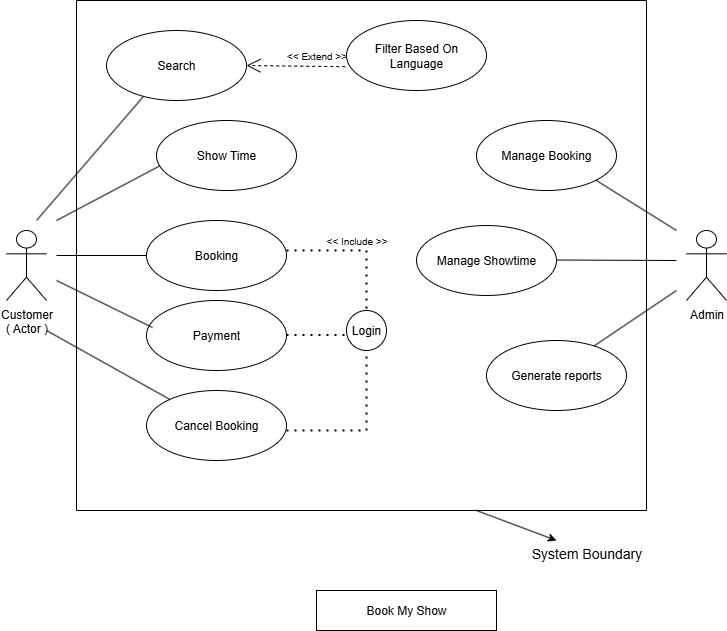 Filter Based On
Language
<< Extend >>
Search
Show Time
Manage Booking
<< Include >>
Booking
Manage Showtime
Customer
( Actor )
Admin
Payment
Login
Generate reports
Cancel Booking
System Boundary
Book My Show